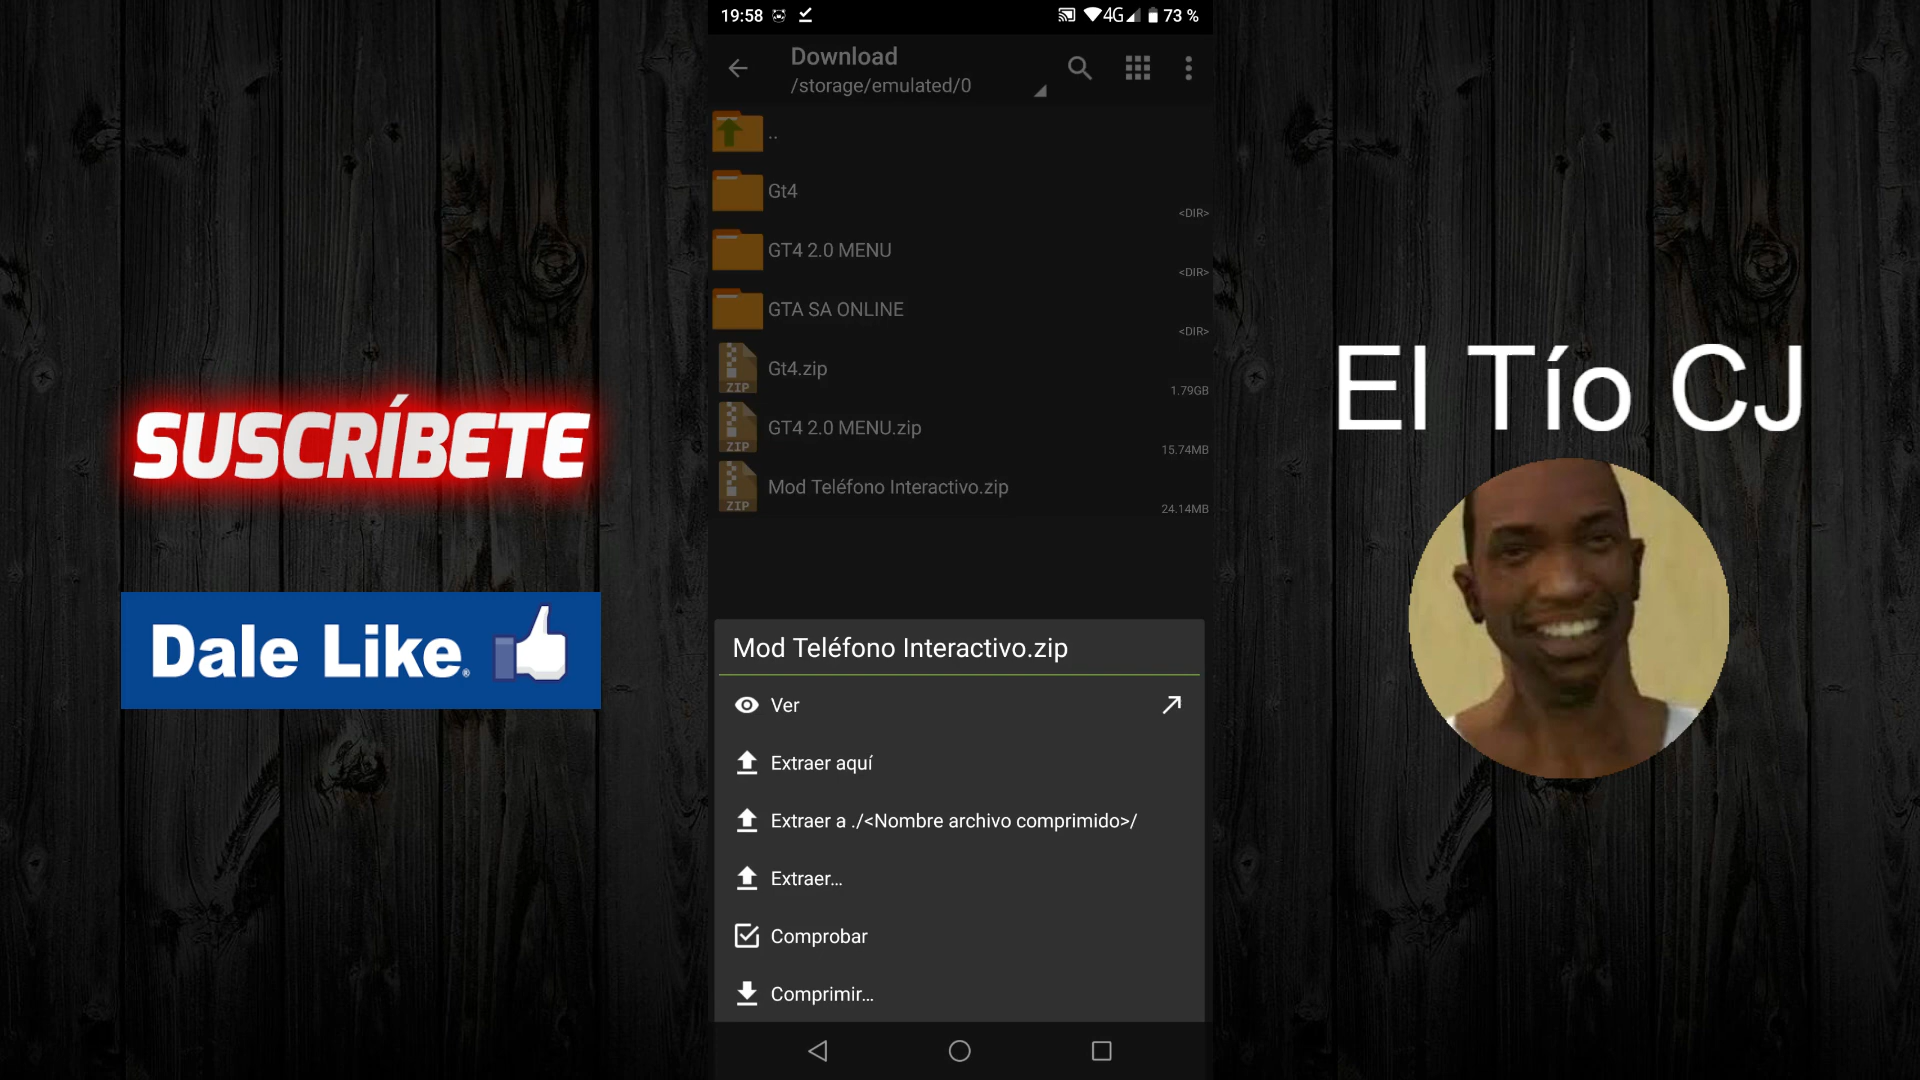 19:58
4G 73 %
Download
/storage/emulated/0
..
Gt4
<DIR>
GT4 2.0 MENU
<DIR>
GTA SA ONLINE
<DIR>
ZIP
Gt4.zip
1.79GB
ZIP
GT4 2.0 MENU.zip
15.74MB
ZIP
Mod Teléfono Interactivo.zip
24.14MB
Mod Teléfono Interactivo.zip
Ver
Extraer aquí
Extraer a ./<Nombre archivo comprimido>/
Extraer...
Comprobar
Comprimir...
SUSCRÍBETE
Dale Like®
El Tío CJ